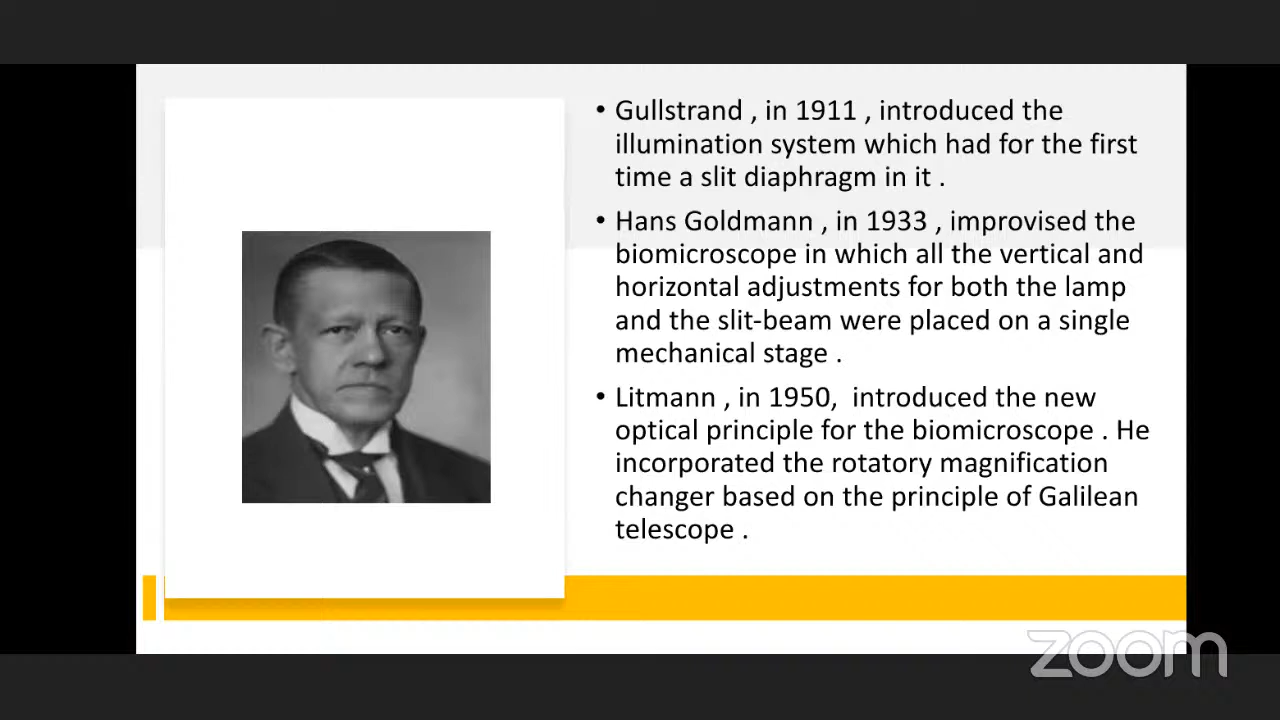 • Gullstrand , in 1911 , introduced the
illumination system which had for the first
time a slit diaphragm in it .
• Hans Goldmann , in 1933 , improvised the
biomicroscope in which all the vertical and
horizontal adjustments for both the lamp
and the slit-beam were placed on a single
mechanical stage .
• Litmann , in 1950,  introduced the new
optical principle for the biomicroscope . He
incorporated the rotatory magnification
changer based on the principle of Galilean
telescope .
zoom